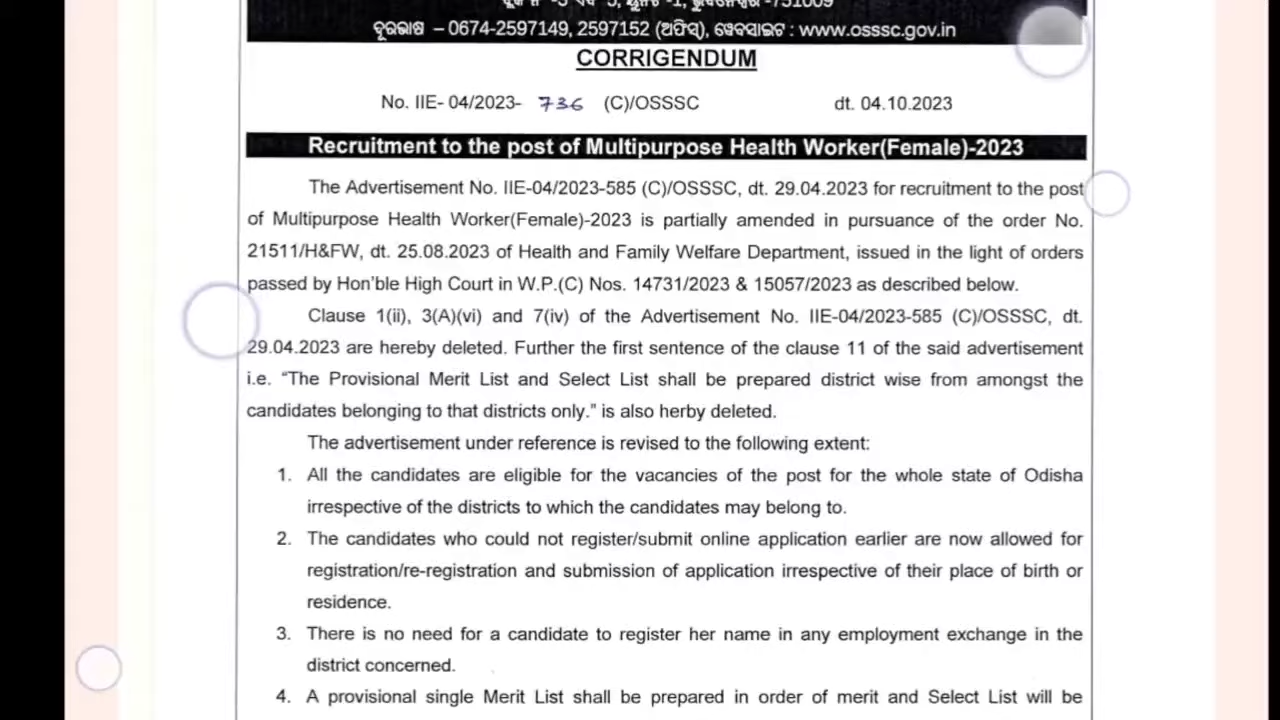 ଦୂରଭାଷ – 0674-2597149, 2597152 (ଅଫିସ୍), ୱେବସାଇଟ : www.osssc.gov.in
CORRIGENDUM
No. IIE- 04/2023- 736 (C)/OSSSC dt. 04.10.2023
Recruitment to the post of Multipurpose Health Worker(Female)-2023
The Advertisement No. IIE-04/2023-585 (C)/OSSSC, dt. 29.04.2023 for recruitment to the post
of Multipurpose Health Worker(Female)-2023 is partially amended in pursuance of the order No.
21511/H&FW, dt. 25.08.2023 of Health and Family Welfare Department, issued in the light of orders
passed by Hon'ble High Court in W.P.(C) Nos. 14731/2023 & 15057/2023 as described below.
Clause 1(ii), 3(A)(vi) and 7(iv) of the Advertisement No. IIE-04/2023-585 (C)/OSSSC, dt.
29.04.2023 are hereby deleted. Further the first sentence of the clause 11 of the said advertisement
i.e. “The Provisional Merit List and Select List shall be prepared district wise from amongst the
candidates belonging to that districts only.” is also herby deleted.
The advertisement under reference is revised to the following extent:
1. All the candidates are eligible for the vacancies of the post for the whole state of Odisha
irrespective of the districts to which the candidates may belong to.
2. The candidates who could not register/submit online application earlier are now allowed for
registration/re-registration and submission of application irrespective of their place of birth or
residence.
3. There is no need for a candidate to register her name in any employment exchange in the
district concerned.
4. A provisional single Merit List shall be prepared in order of merit and Select List will be